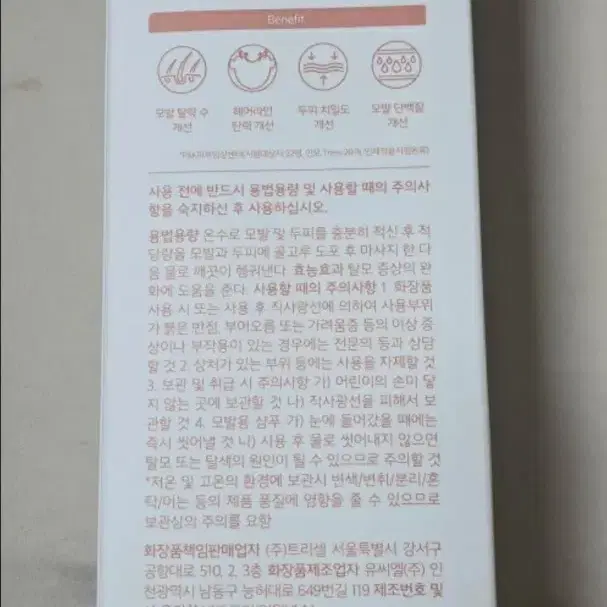 Benefit
모발 탈락 수
개선
헤어라인
탄력 개선
두피 치밀도
개선
모발 단백질
개선
사용 전에 반드시 용법용량 및 사용할 때의 주의사
항을 숙지하신 후 사용하십시오.
용법용량 온수로 모발 및 두피를 충분히 적신 후 적
당량을 모발과 두피에 골고루 도포 후 마사지 한 다
음 물로 깨끗이 헹궈낸다. 효능효과 탈모 증상의 완
화에 도움을 준다. 사용할 때의 주의사항 1. 화장품
사용 시 또는 사용 후 직사광선에 의하여 사용부위
가 붉은 반점, 부어오름 또는 가려움증 등의 이상 증
상이나 부작용이 있는 경우에는 전문의 등과 상담
할 것 2. 상처가 있는 부위 등에는 사용을 자제할 것
3. 보관 및 취급 시 주의사항 가) 어린이의 손이 닿
지 않는 곳에 보관할 것 나) 직사광선을 피해서 보
관할 것 4. 모발용 샴푸 가) 눈에 들어갔을 때에는
즉시 씻어낼 것 나) 사용 후 물로 씻어내지 않으면
탈모 또는 탈색의 원인이 될 수 있으므로 주의할 것
*저온 및 고온의 환경에 보관시 변색/변취/분리/혼
탁/어는 등의 제품 품질에 영향을 줄 수 있으므로
보관상의 주의를 요함
화장품책임판매업자 (주)트리셀 서울특별시 강서구
공항대로 510, 2, 3층 화장품제조업자 유씨엘(주) 인
천광역시 남동구 능허대로 649번길 119 제조번호 및